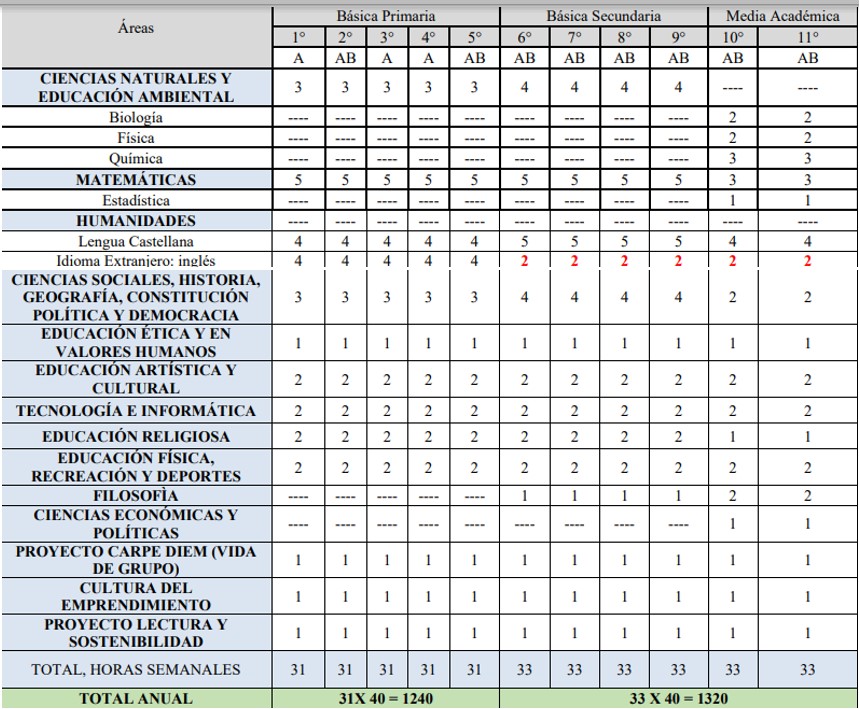 Áreas Básica Primaria Básica Secundaria Media Académica
1° 2° 3° 4° 5° 6° 7° 8° 9° 10° 11°
A AB A A AB AB AB AB AB AB AB
CIENCIAS NATURALES Y
EDUCACIÓN AMBIENTAL 3 3 3 3 3 4 4 4 4 ---- ----
Biología ---- ---- ---- ---- ---- ---- ---- ---- ---- 2 2
Física ---- ---- ---- ---- ---- ---- ---- ---- ---- 2 2
Química ---- ---- ---- ---- ---- ---- ---- ---- ---- 3 3
MATEMÁTICAS 5 5 5 5 5 5 5 5 5 3 3
Estadística ---- ---- ---- ---- ---- ---- ---- ---- ---- 1 1
HUMANIDADES ---- ---- ---- ---- ---- ---- ---- ---- ---- ---- ----
Lengua Castellana 4 4 4 4 4 5 5 5 5 4 4
Idioma Extranjero: inglés 4 4 4 4 4 2 2 2 2 2 2
CIENCIAS SOCIALES, HISTORIA,
GEOGRAFÍA, CONSTITUCIÓN
POLÍTICA Y DEMOCRACIA 3 3 3 3 3 4 4 4 4 2 2
EDUCACIÓN ÉTICA Y EN
VALORES HUMANOS 1 1 1 1 1 1 1 1 1 1 1
EDUCACIÓN ARTÍSTICA Y
CULTURAL 2 2 2 2 2 2 2 2 2 2 2
TECNOLOGÍA E INFORMÁTICA 2 2 2 2 2 2 2 2 2 2 2
EDUCACIÓN RELIGIOSA 2 2 2 2 2 2 2 2 2 1 1
EDUCACIÓN FÍSICA,
RECREACIÓN Y DEPORTES 2 2 2 2 2 2 2 2 2 2 2
FILOSOFÌA ---- ---- ---- ---- ---- 1 1 1 1 2 2
CIENCIAS ECONÓMICAS Y
POLÍTICAS ---- ---- ---- ---- ---- ---- ---- ---- ---- 1 1
PROYECTO CARPE DIEM (VIDA
DE GRUPO) 1 1 1 1 1 1 1 1 1 1 1
CULTURA DEL
EMPRENDIMIENTO 1 1 1 1 1 1 1 1 1 1 1
PROYECTO LECTURA Y
SOSTENIBILIDAD 1 1 1 1 1 1 1 1 1 1 1
TOTAL, HORAS SEMANALES 31 31 31 31 31 33 33 33 33 33 33
TOTAL ANUAL 31X 40 = 1240 33 X 40 = 1320